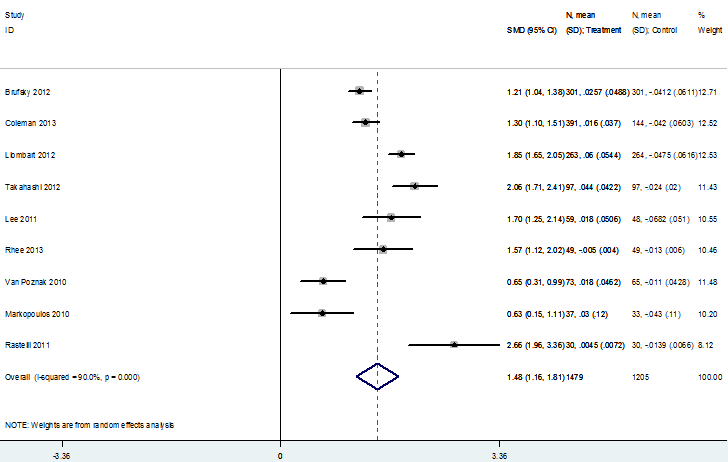 Study N, mean N, mean %
ID SMD (95% CI) (SD); Treatment (SD); Control Weight
Brufsky 2012 1.21 (1.04, 1.38) 301, .0257 (.0488) 301, -.0412 (.0611) 12.71
Coleman 2013 1.30 (1.10, 1.51) 391, .016 (.037) 144, -.042 (.0603) 12.52
Llombart 2012 1.85 (1.65, 2.05) 263, .06 (.0544) 264, -.0475 (.0616) 12.53
Takahashi 2012 2.06 (1.71, 2.41) 97, .044 (.0422) 97, -.024 (.02) 11.43
Lee 2011 1.70 (1.25, 2.14) 59, .018 (.0506) 48, -.0682 (.051) 10.55
Rhee 2013 1.57 (1.12, 2.02) 49, -.005 (.004) 49, -.013 (.006) 10.46
Van Poznak 2010 0.65 (0.31, 0.99) 73, .018 (.0462) 65, -.011 (.0428) 11.48
Markopoulos 2010 0.63 (0.15, 1.11) 37, .03 (.12) 33, -.043 (.11) 10.20
Rastelli 2011 2.66 (1.96, 3.36) 30, .0045 (.0072) 30, -.0139 (.0066) 8.12
Overall (I-squared = 90.0%, p = 0.000) 1.48 (1.16, 1.81) 1479 1205 100.00
NOTE: Weights are from random effects analysis
-3.36 0 3.36